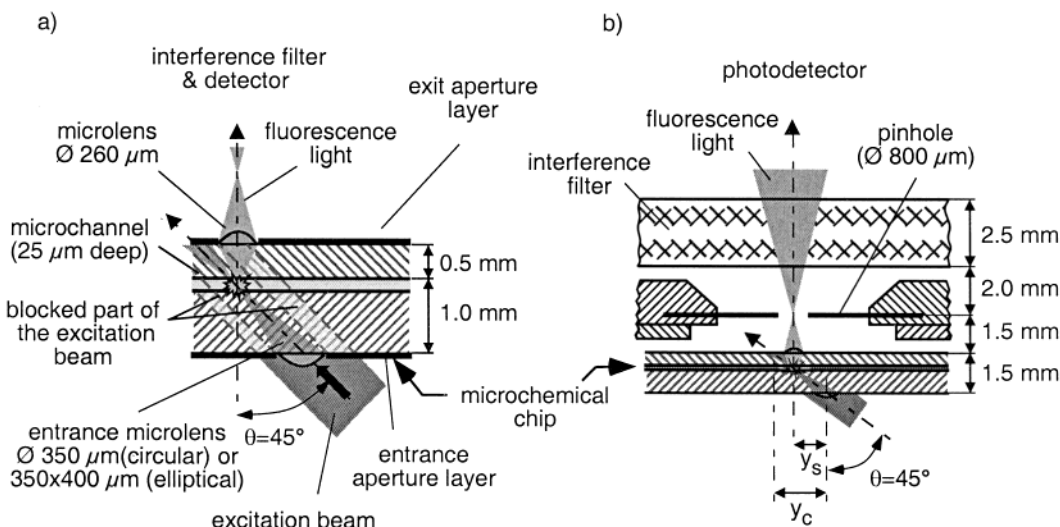 a)
interference filter
& detector
exit aperture
layer
microlens
Ø 260 µm
fluorescence
light
microchannel
(25 µm deep)
0.5 mm
1.0 mm
blocked part of
the excitation
beam
microchemical
chip
θ=45°
entrance microlens
Ø 350 µm(circular) or
350x400 µm (elliptical)
entrance
aperture layer
excitation beam
b)
photodetector
fluorescence
light
pinhole
(Ø 800 µm)
interference
filter
2.5 mm
2.0 mm
1.5 mm
1.5 mm
ys
θ=45°
yc